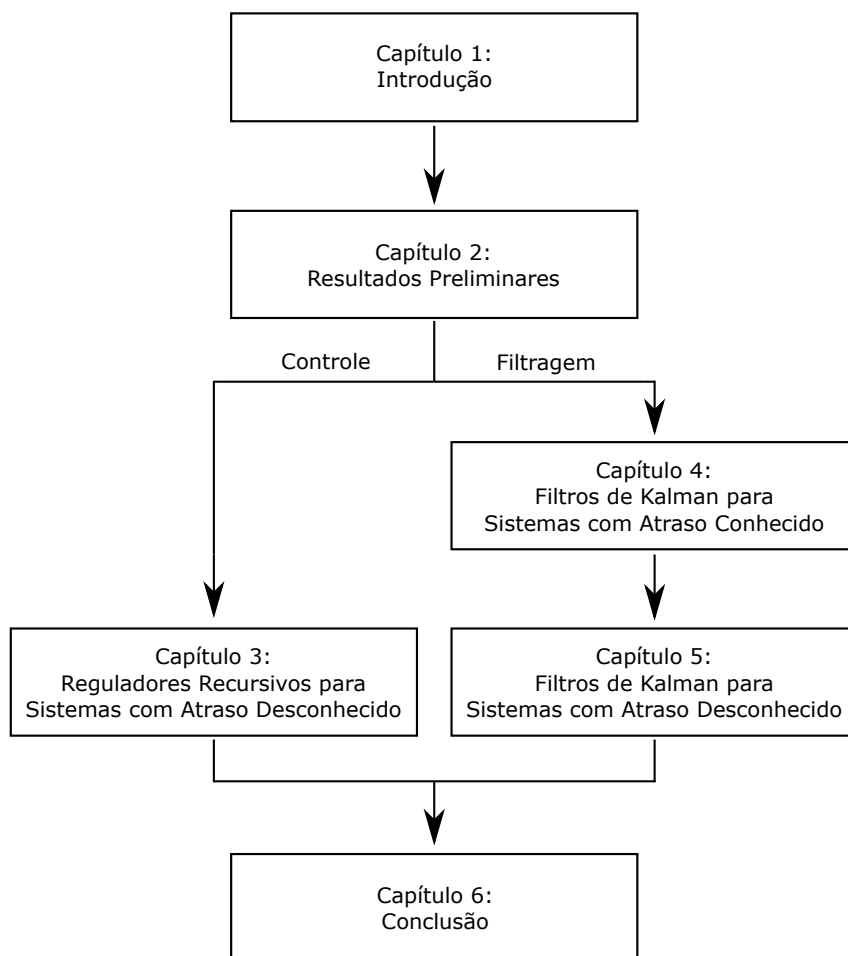 Capítulo 1:
Introdução
Capítulo 2:
Resultados Preliminares
Controle
Filtragem
Capítulo 4:
Filtros de Kalman para
Sistemas com Atraso Conhecido
Capítulo 3:
Reguladores Recursivos para
Sistemas com Atraso Desconhecido
Capítulo 5:
Filtros de Kalman para
Sistemas com Atraso Desconhecido
Capítulo 6:
Conclusão